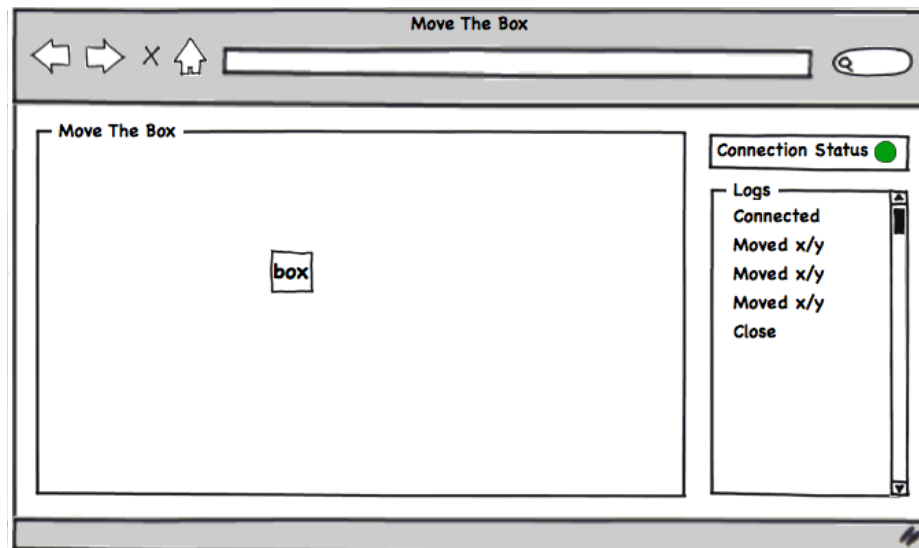 Move The Box
Move The Box
Connection Status
box
Logs
Connected
Moved x/y
Moved x/y
Moved x/y
Close